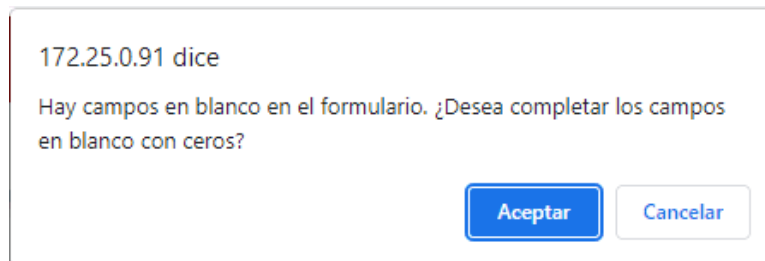 172.25.0.91 dice
Hay campos en blanco en el formulario. ¿Desea completar los campos
en blanco con ceros?
Aceptar
Cancelar